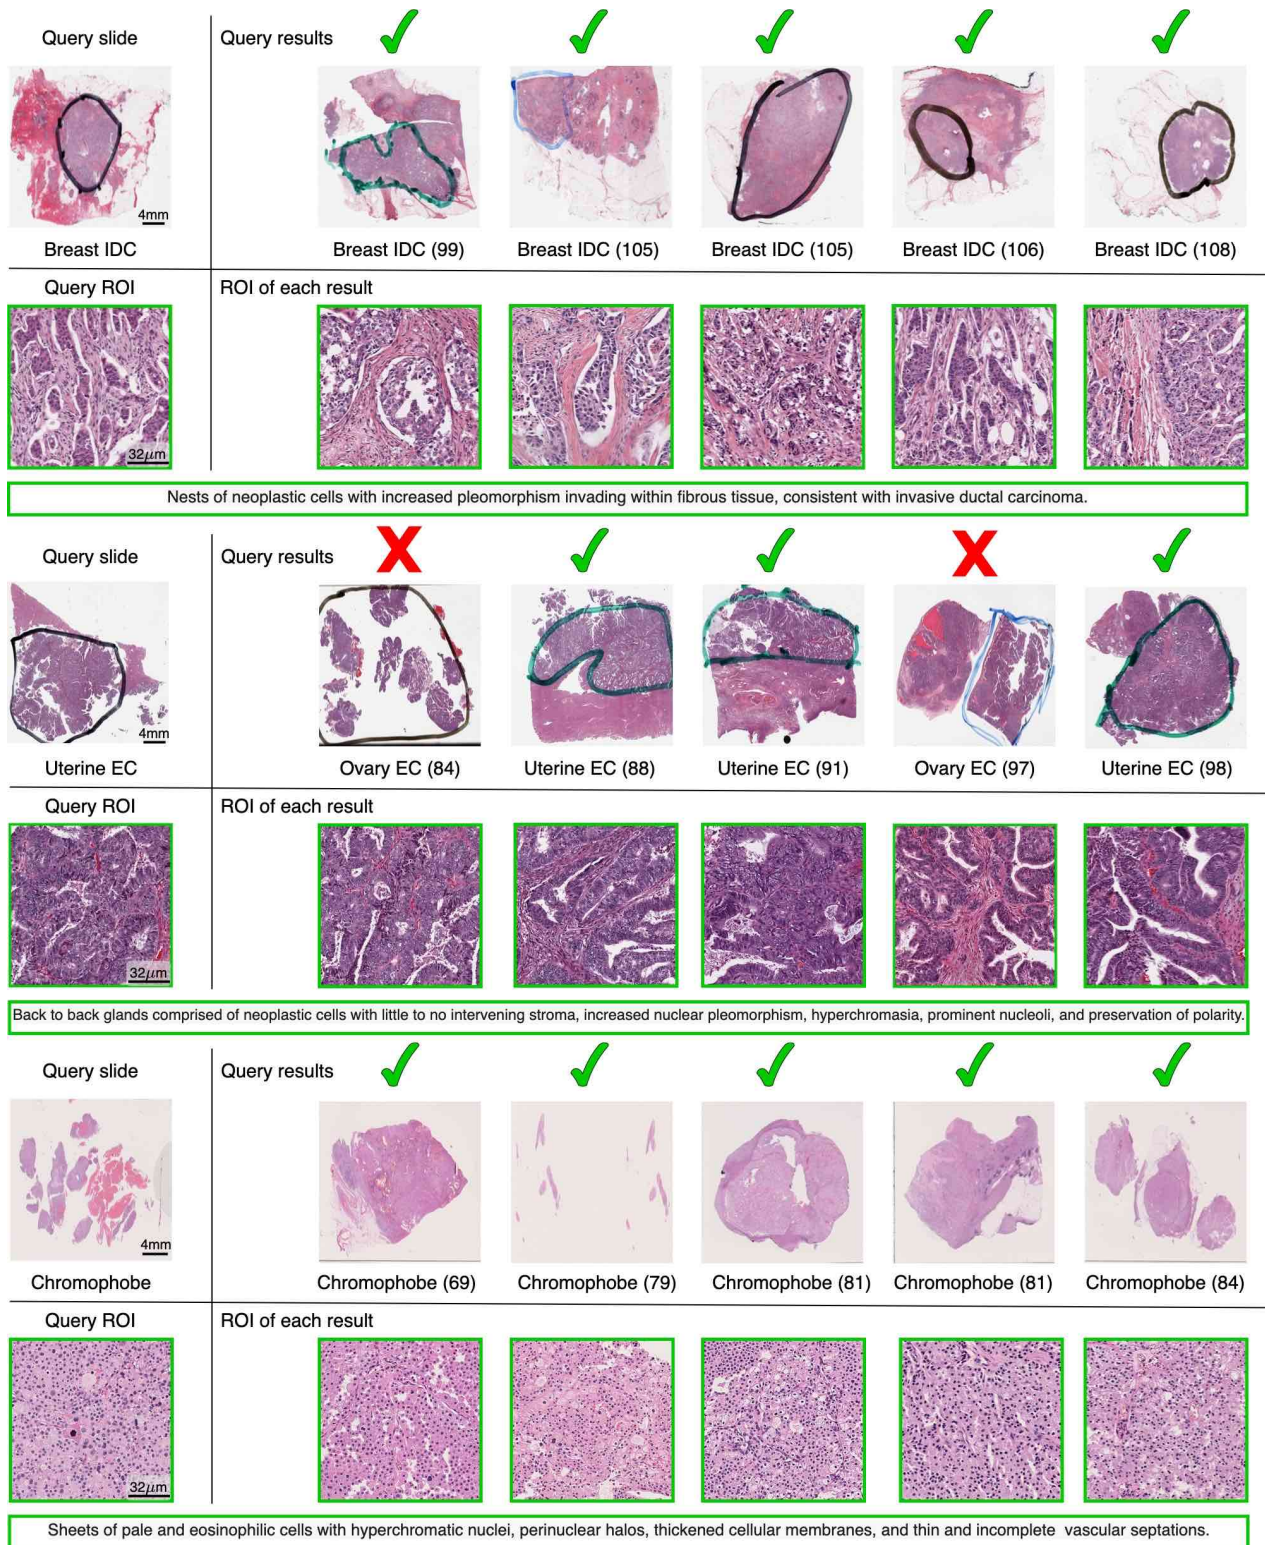 Query slide
Query results
4mm
Breast IDC
Breast IDC (99)
Breast IDC (105)
Breast IDC (105)
Breast IDC (106)
Breast IDC (108)
Query ROI
ROI of each result
32μm
Nests of neoplastic cells with increased pleomorphism invading within fibrous tissue, consistent with invasive ductal carcinoma.
Query slide
Query results
X
X
4mm
Uterine EC
Ovary EC (84)
Uterine EC (88)
Uterine EC (91)
Ovary EC (97)
Uterine EC (98)
Query ROI
ROI of each result
32μm
Back to back glands comprised of neoplastic cells with little to no intervening stroma, increased nuclear pleomorphism, hyperchromasia, prominent nucleoli, and preservation of polarity.
Query slide
Query results
4mm
Chromophobe
Chromophobe (69)
Chromophobe (79)
Chromophobe (81)
Chromophobe (81)
Chromophobe (84)
Query ROI
ROI of each result
32μm
Sheets of pale and eosinophilic cells with hyperchromatic nuclei, perinuclear halos, thickened cellular membranes, and thin and incomplete vascular septations.